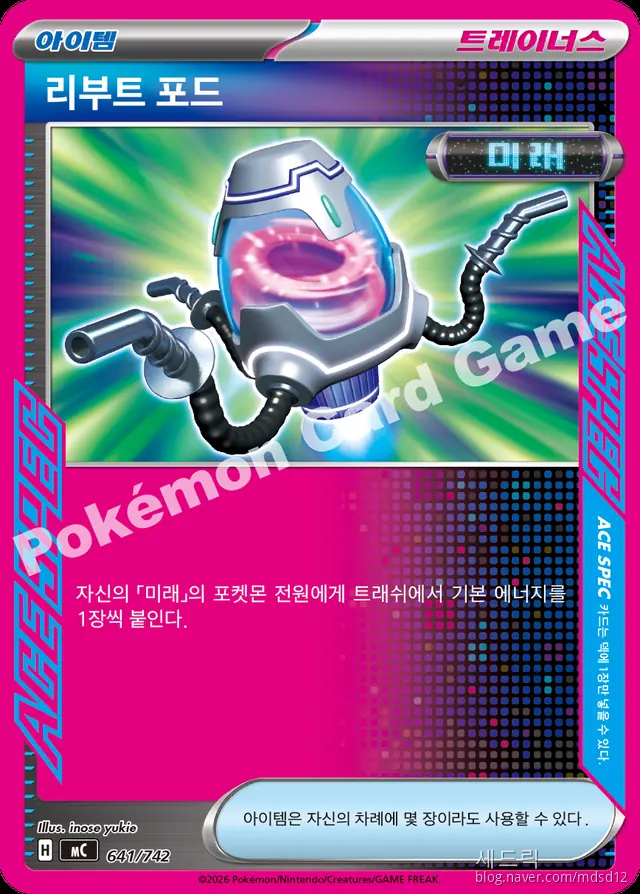 아이템
트레이너스
리부트 포드
미래
ACE SPEC
ACE SPEC
Pokémon Card Game
자신의 「미래」의 포켓몬 전원에게 트래쉬에서 기본 에너지를
1장씩 붙인다.
ACE SPEC 카드는 덱에 1장만 넣을 수 있다.
아이템은 자신의 차례에 몇 장이라도 사용할 수 있다.
Illus. inose yukie
H MC 641/742
©2026 Pokémon/Nintendo/Creatures/GAME FREAK.
세드릭
blog.naver.com/mdsd12